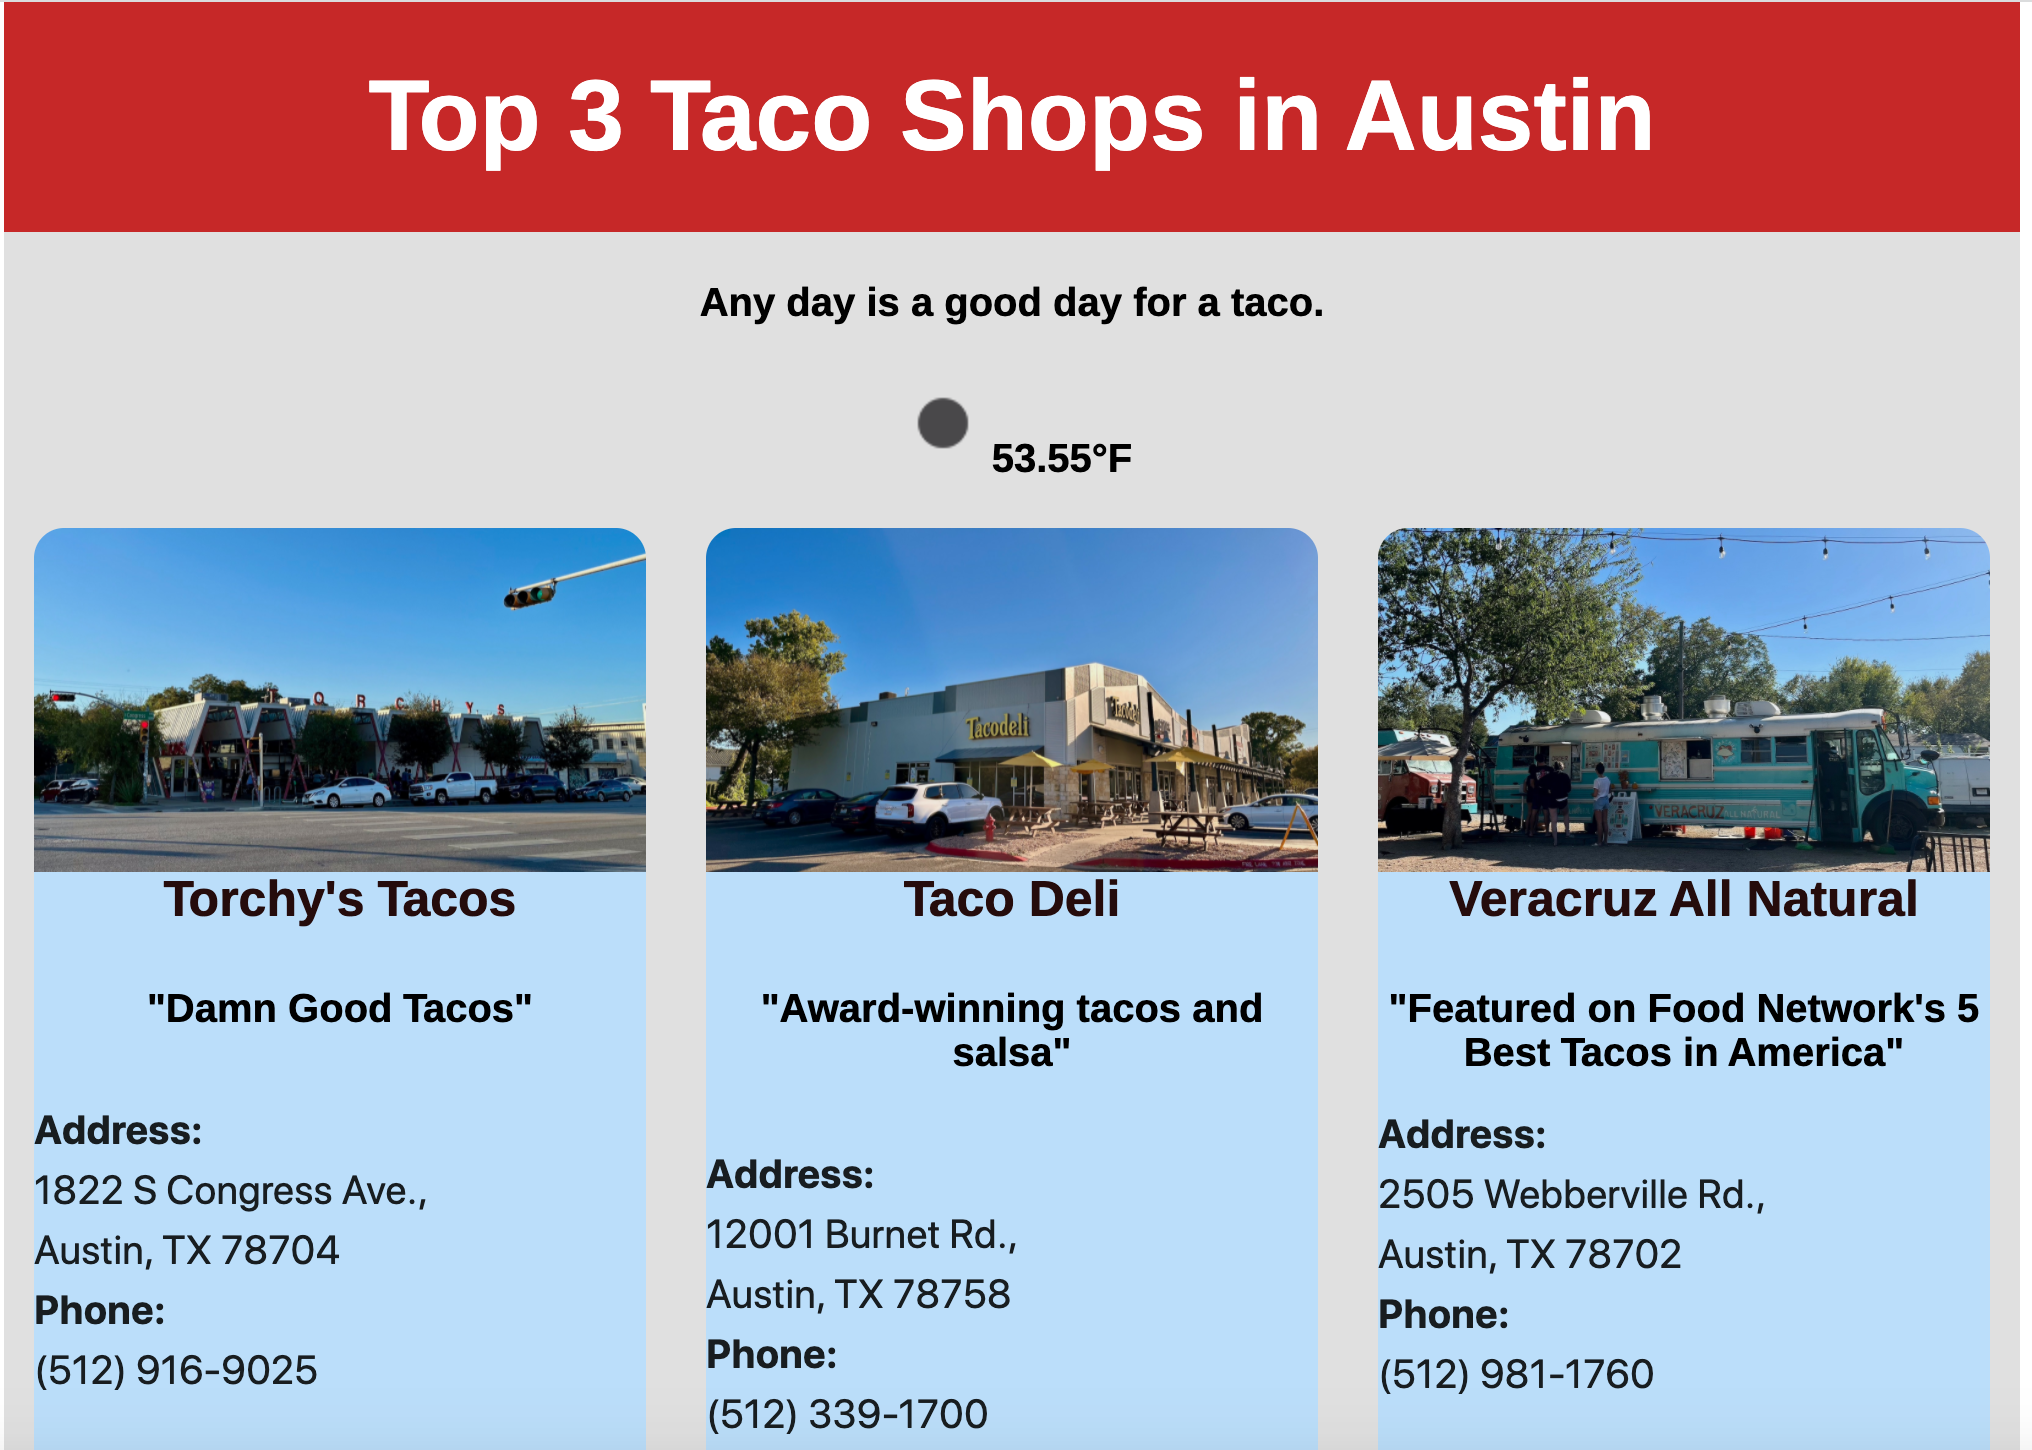 Top 3 Taco Shops in Austin
Any day is a good day for a taco.
53.55°F
TORCHYS
Torchy's Tacos
"Damn Good Tacos"
Address:
1822 S Congress Ave.,
Austin, TX 78704
Phone:
(512) 916-9025
Tacodeli
Taco Deli
"Award-winning tacos and
salsa"
Address:
12001 Burnet Rd.,
Austin, TX 78758
Phone:
(512) 339-1700
VERACRUZ ALL NATURAL
Veracruz All Natural
"Featured on Food Network's 5
Best Tacos in America"
Address:
2505 Webberville Rd.,
Austin, TX 78702
Phone:
(512) 981-1760